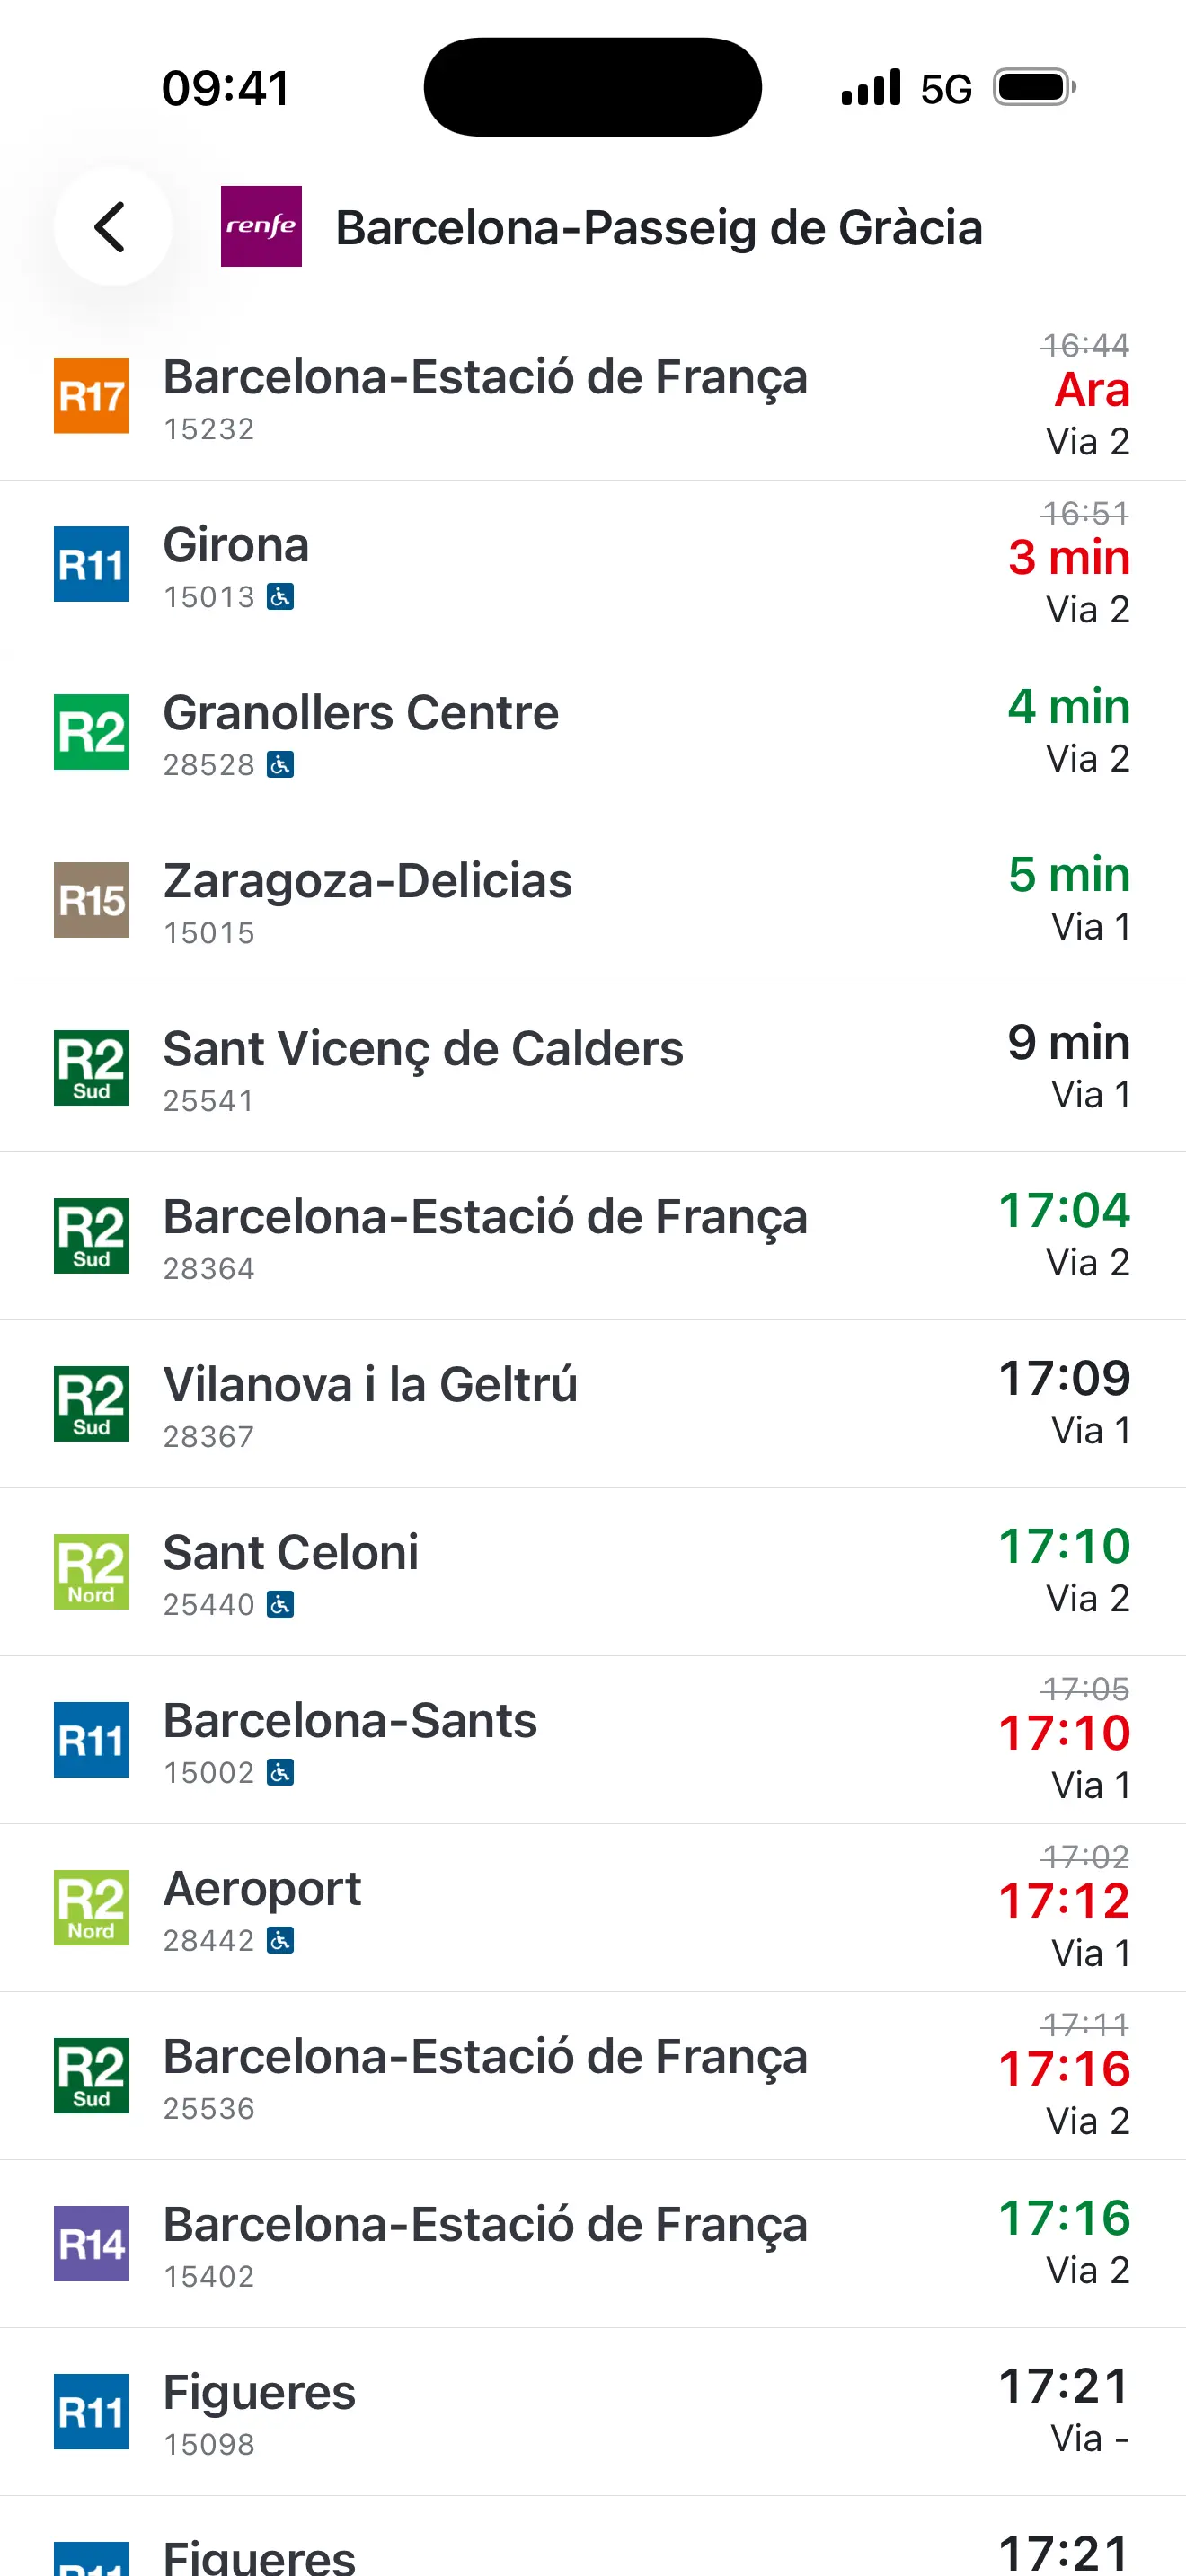 09:41
5G
renfe
Barcelona-Passeig de Gràcia
R17
Barcelona-Estació de França
15232
16:44
Ara
Via 2
R11
Girona
15013
16:51
3 min
Via 2
R2
Granollers Centre
28528
4 min
Via 2
R15
Zaragoza-Delicias
15015
5 min
Via 1
R2
Sud
Sant Vicenç de Calders
25541
9 min
Via 1
R2
Sud
Barcelona-Estació de França
28364
17:04
Via 2
R2
Sud
Vilanova i la Geltrú
28367
17:09
Via 1
R2
Nord
Sant Celoni
25440
17:10
Via 2
R11
Barcelona-Sants
15002
17:05
17:10
Via 1
R2
Nord
Aeroport
28442
17:02
17:12
Via 1
R2
Sud
Barcelona-Estació de França
25536
17:11
17:16
Via 2
R14
Barcelona-Estació de França
15402
17:16
Via 2
R11
Figueres
15098
17:21
Via -
R11
Figueres
17:21